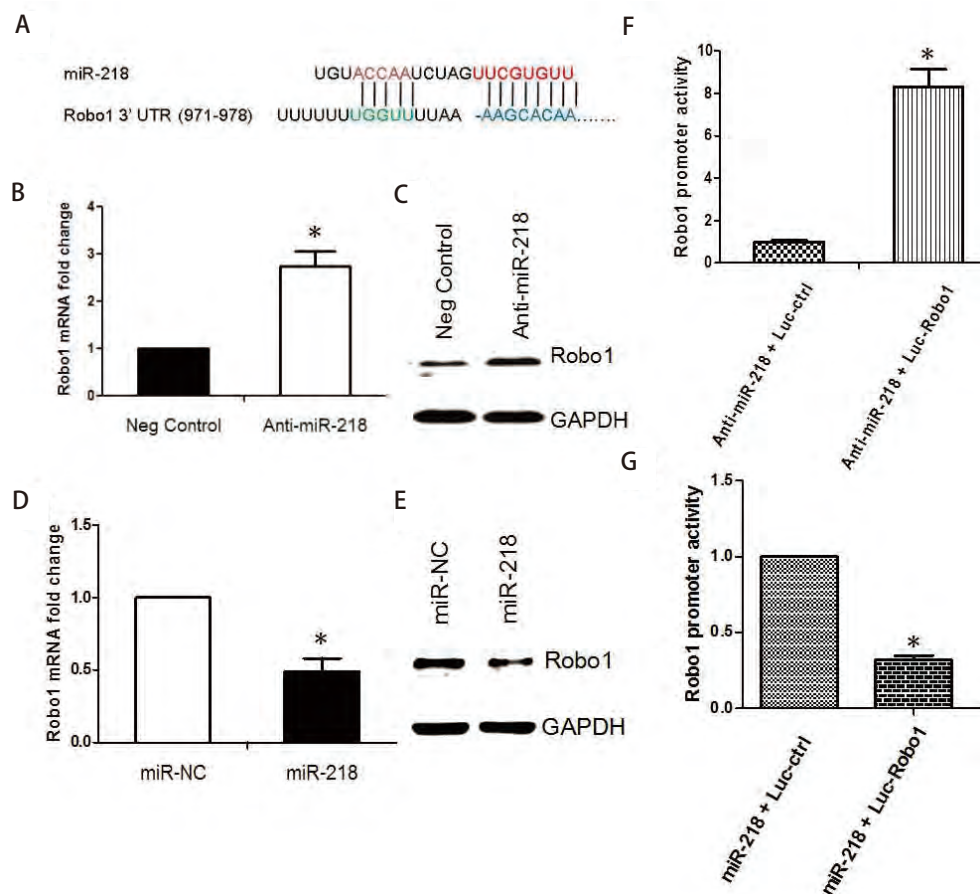 A
miR-218 UGUACCAAUCUAGUUCGUGUU
Robo1 3' UTR (971-978) UUUUUUUGGUUUUAA -AAGCACAA.......
B
Robo1 mRNA fold change
4
3
2
1
0
*
Neg Control Anti-miR-218
C
Neg Control
Anti-miR-218
Robo1
GAPDH
D
Robo1 mRNA fold change
1.5
1.0
0.5
0.0
*
miR-NC miR-218
E
miR-NC
miR-218
Robo1
GAPDH
F
Robo1 promoter activity
10
8
6
4
2
0
*
Anti-miR-218 + Luc-ctrl
Anti-miR-218 + Luc-Robo1
G
Robo1 promoter activity
1.5
1.0
0.5
0.0
*
miR-218 + Luc-ctrl
miR-218 + Luc-Robo1